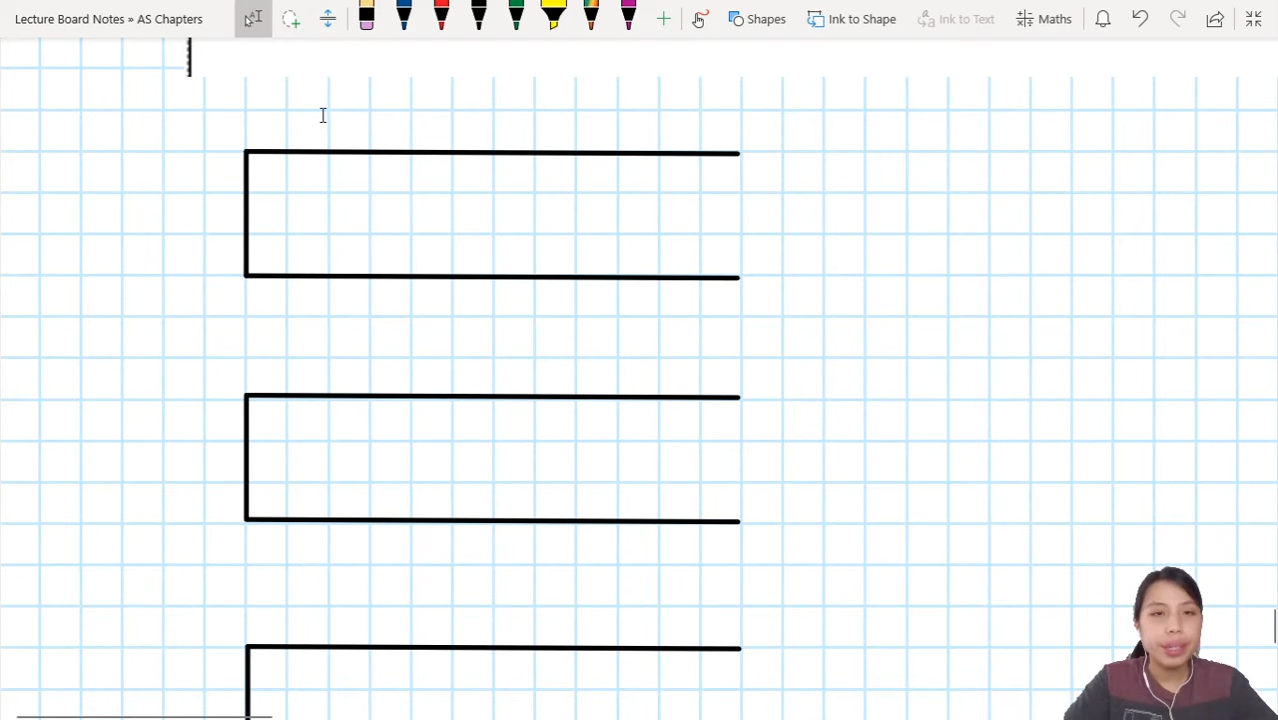 Lecture Board Notes » AS Chapters
Shapes
Ink to Shape
Ink to Text
Maths